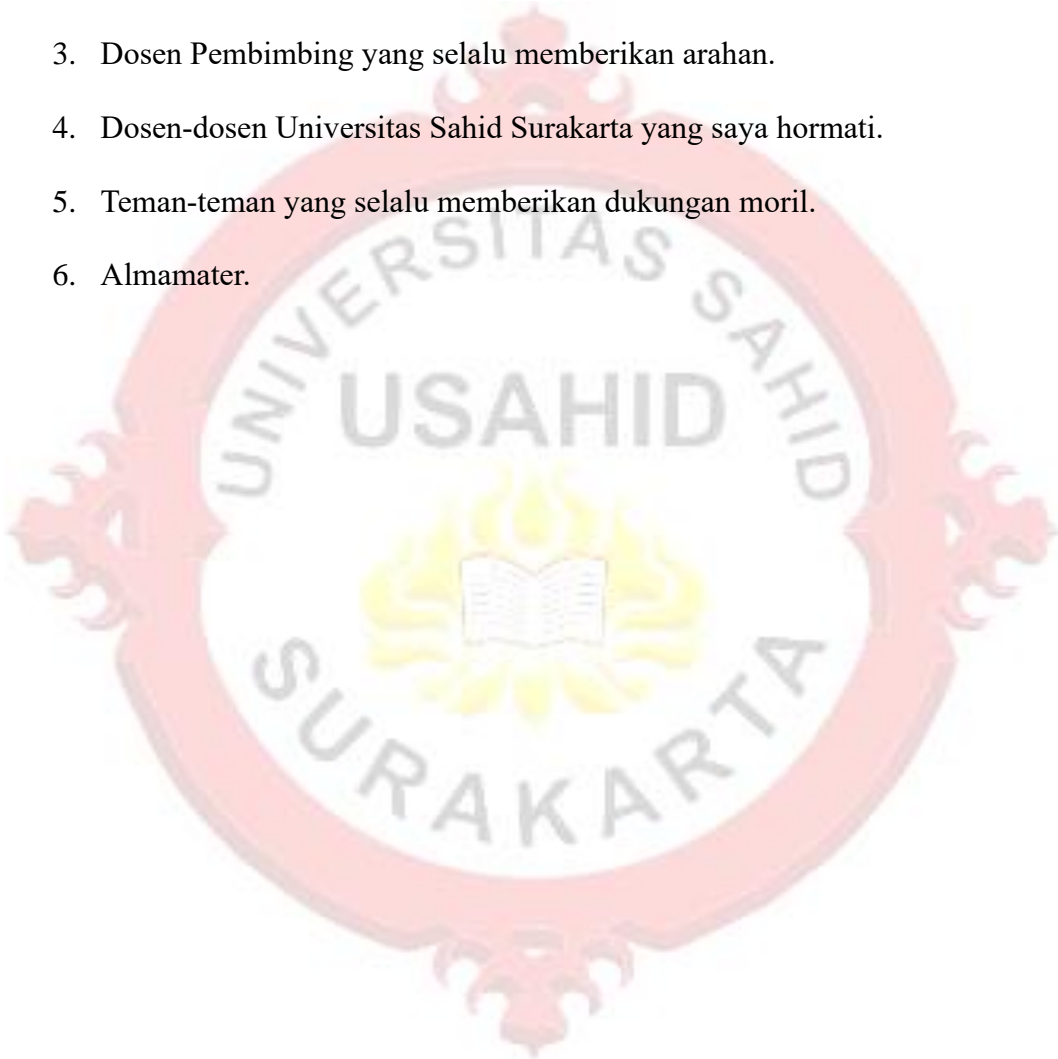 3. Dosen Pembimbing yang selalu memberikan arahan.
4. Dosen-dosen Universitas Sahid Surakarta yang saya hormati.
5. Teman-teman yang selalu memberikan dukungan moril.
6. Almamater.
UNIVERSITAS SAHID
USAHID
SURAKARTA